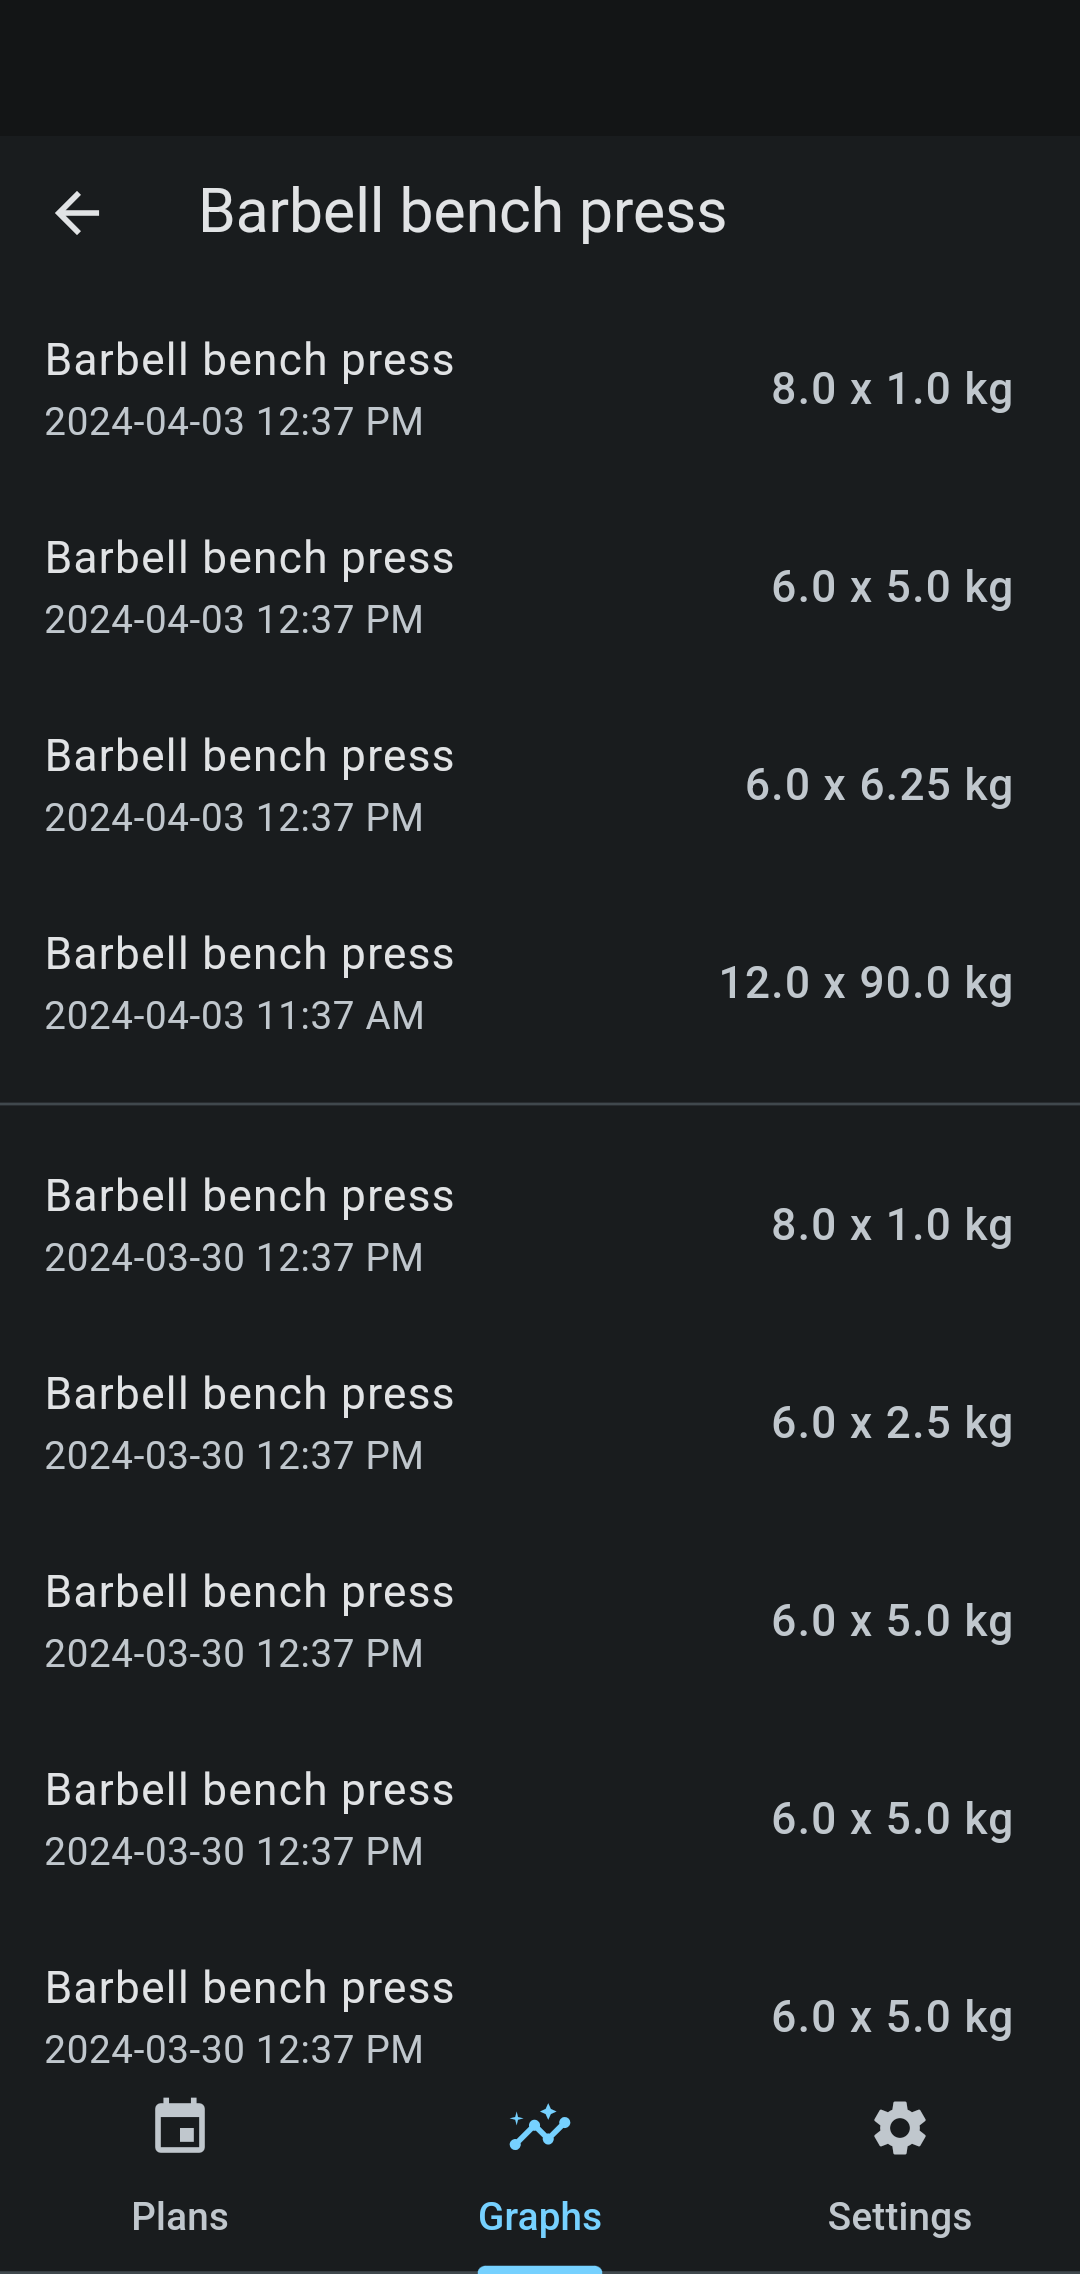 Barbell bench press
Barbell bench press
8.0 x 1.0 kg
2024-04-03 12:37 PM
Barbell bench press
6.0 x 5.0 kg
2024-04-03 12:37 PM
Barbell bench press
6.0 x 6.25 kg
2024-04-03 12:37 PM
Barbell bench press
12.0 x 90.0 kg
2024-04-03 11:37 AM
Barbell bench press
8.0 x 1.0 kg
2024-03-30 12:37 PM
Barbell bench press
6.0 x 2.5 kg
2024-03-30 12:37 PM
Barbell bench press
6.0 x 5.0 kg
2024-03-30 12:37 PM
Barbell bench press
6.0 x 5.0 kg
2024-03-30 12:37 PM
Barbell bench press
6.0 x 5.0 kg
2024-03-30 12:37 PM
Plans
Graphs
Settings